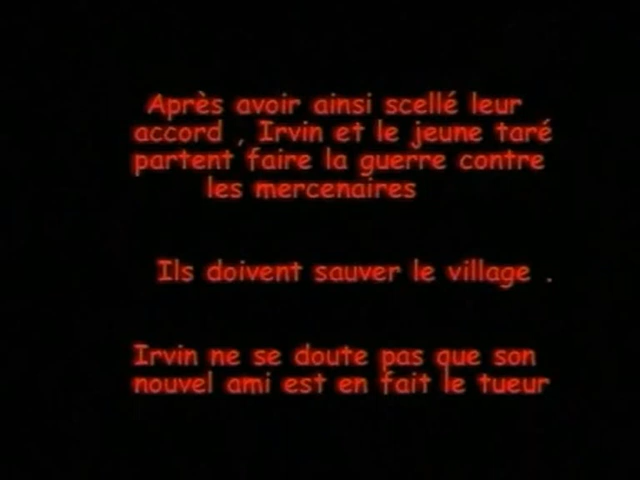 Après avoir ainsi scellé leur
accord , Irvin et le jeune taré
partent faire la guerre contre
les mercenaires
Ils doivent sauver le village .
Irvin ne se doute pas que son
nouvel ami est en fait le tueur